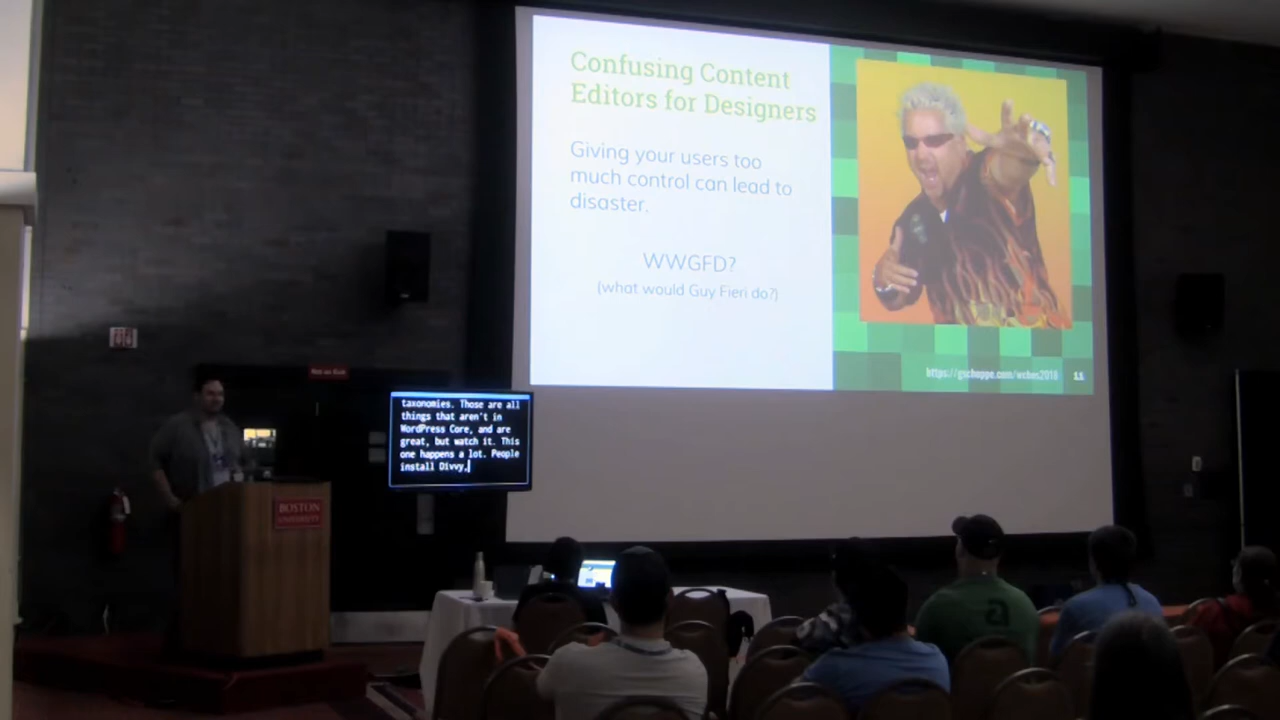 Confusing Content
Editors for Designers
Giving your users too
much control can lead to
disaster.
WWGFD?
(what would Guy Fieri do?)
https://gschoppe.com/wcbos2018
11
taxonomies. Those are all
things that aren't in
WordPress Core, and are
great, but watch it. This
one happens a lot. People
install Divvy,
BOSTON
UNIVERSITY